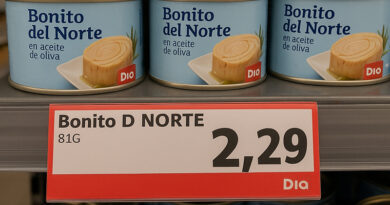 Bonito
del Norte
en aceite
de oliva
DIA
Bonito
del Norte
en aceite
de oliva
DIA
Bonito
del Norte
en aceite
de oliva
DIA
Bonito D NORTE
81G
2,29
Dia